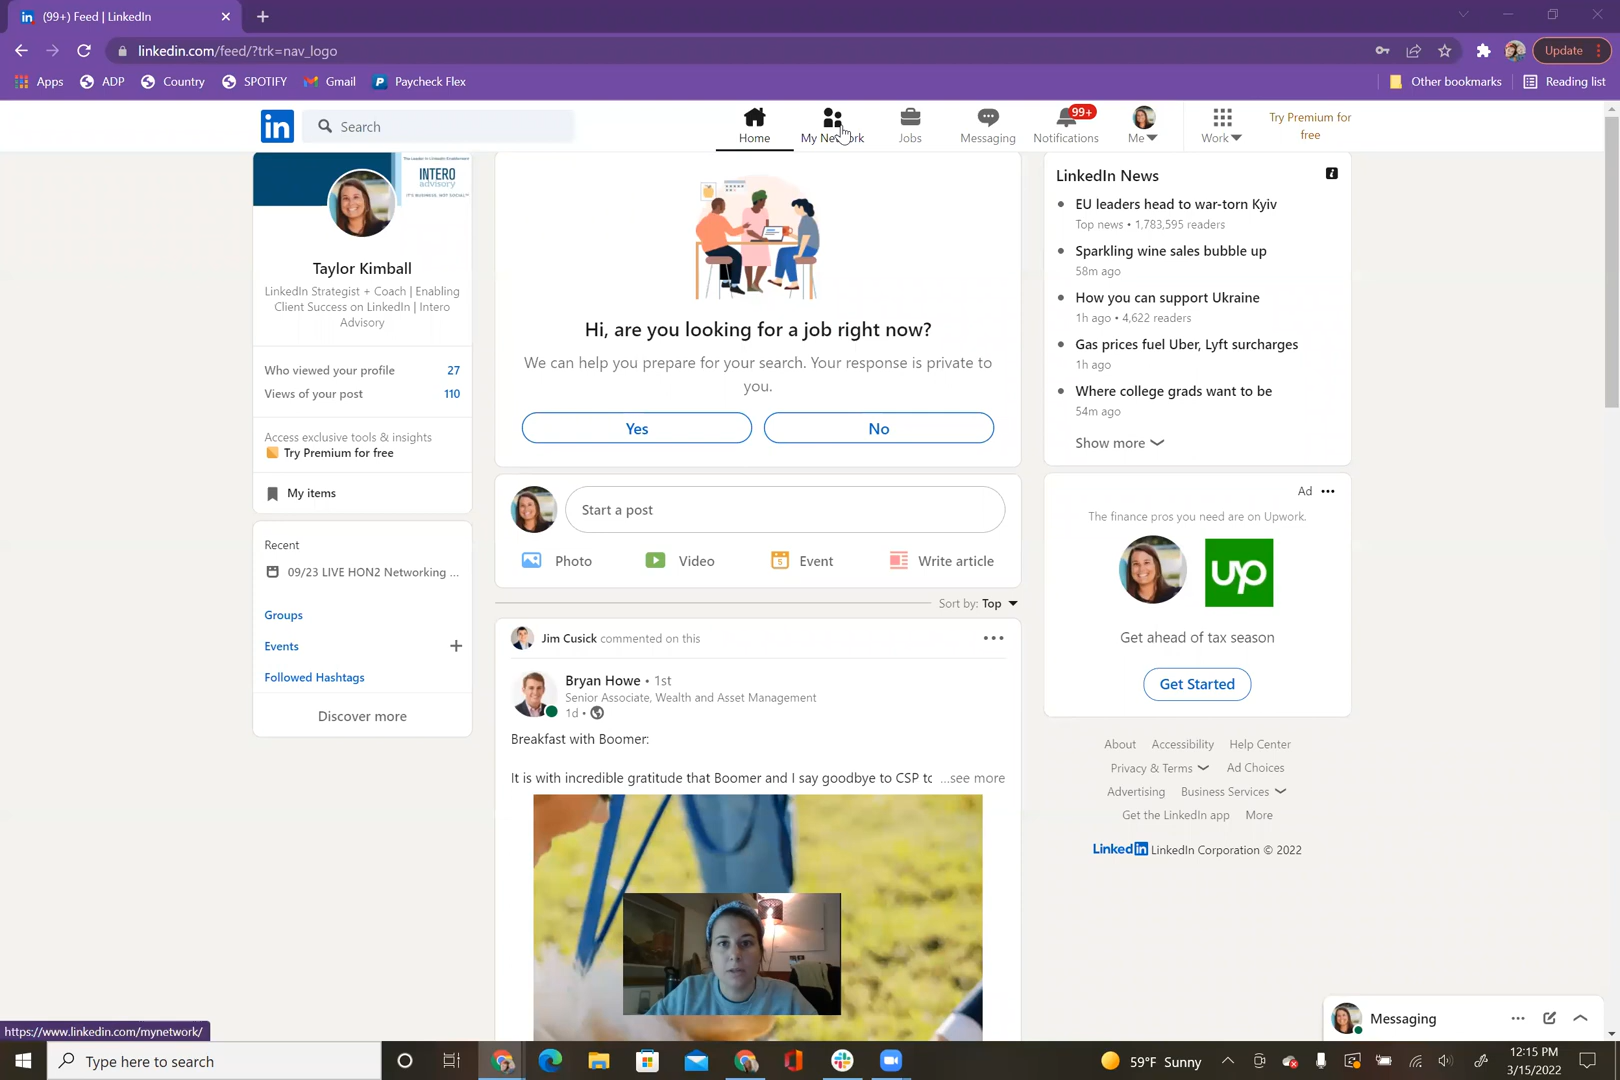 (99+) Feed | LinkedIn
linkedin.com/feed/?trk=nav_logo
Update
Apps
ADP
Country
SPOTIFY
Gmail
Paycheck Flex
Other bookmarks
Reading list
in
Search
Home
My Network
Jobs
Messaging
99+
Notifications
Me
Work
Try Premium for
free
INTERO
advisory
Taylor Kimball
LinkedIn Strategist + Coach | Enabling
Client Success on LinkedIn | Intero
Advisory
Who viewed your profile 27
Views of your post 110
Access exclusive tools & insights
Try Premium for free
My items
Recent
09/23 LIVE HON2 Networking ...
Groups
Events
Followed Hashtags
Discover more
Hi, are you looking for a job right now?
We can help you prepare for your search. Your response is private to
you.
Yes
No
Start a post
Photo
Video
Event
Write article
Sort by: Top
Jim Cusick commented on this
Bryan Howe • 1st
Senior Associate, Wealth and Asset Management
1d •
Breakfast with Boomer:
It is with incredible gratitude that Boomer and I say goodbye to CSP to ...see more
LinkedIn News
EU leaders head to war-torn Kyiv
Top news • 1,783,595 readers
Sparkling wine sales bubble up
58m ago
How you can support Ukraine
1h ago • 4,622 readers
Gas prices fuel Uber, Lyft surcharges
1h ago
Where college grads want to be
54m ago
Show more
Ad
The finance pros you need are on Upwork.
up
Get ahead of tax season
Get Started
About
Accessibility
Help Center
Privacy & Terms
Ad Choices
Advertising
Business Services
Get the LinkedIn app
More
LinkedIn LinkedIn Corporation © 2022
Messaging
https://www.linkedin.com/mynetwork/
Type here to search
59°F Sunny
12:15 PM
3/15/2022